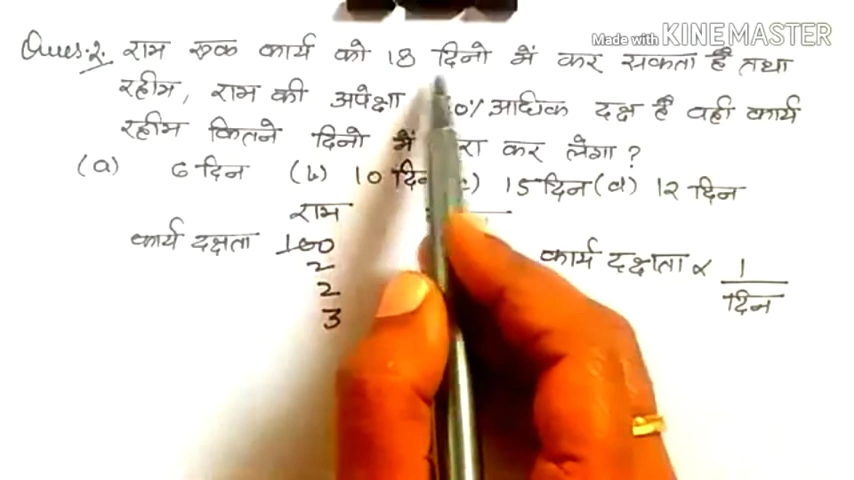 Made with KINEMASTER
Ques.2. राम एक कार्य को 18 दिनो में कर सकता है तथा
रहीम, राम की अपेक्षा 0% अधिक दक्ष है वही कार्य
रहीम कितने दिनो में रा कर लेगा?
(a) 6 दिन (b) 10 दिन c) 15 दिन (d) 12 दिन
राम
कार्य दक्षता 100
2
2
3
कार्य दक्षता ∝ 1
दिन